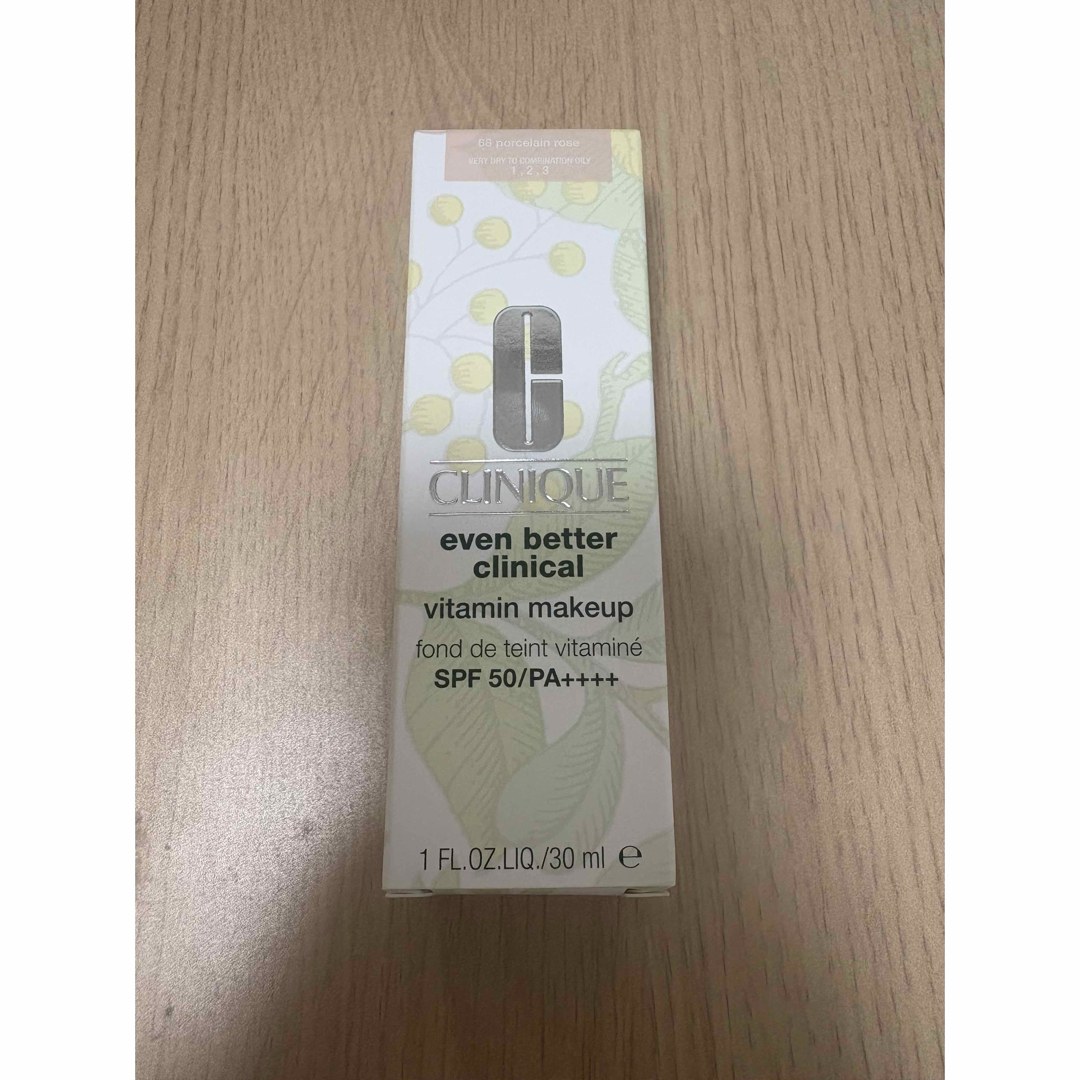 68 porcelain rose
VERY DRY TO COMBINATION OILY
1, 2, 3
CLINIQUE
even better
clinical
vitamin makeup
fond de teint vitaminé
SPF 50/PA++++
1 FL.OZ.LIQ./30 ml ℮